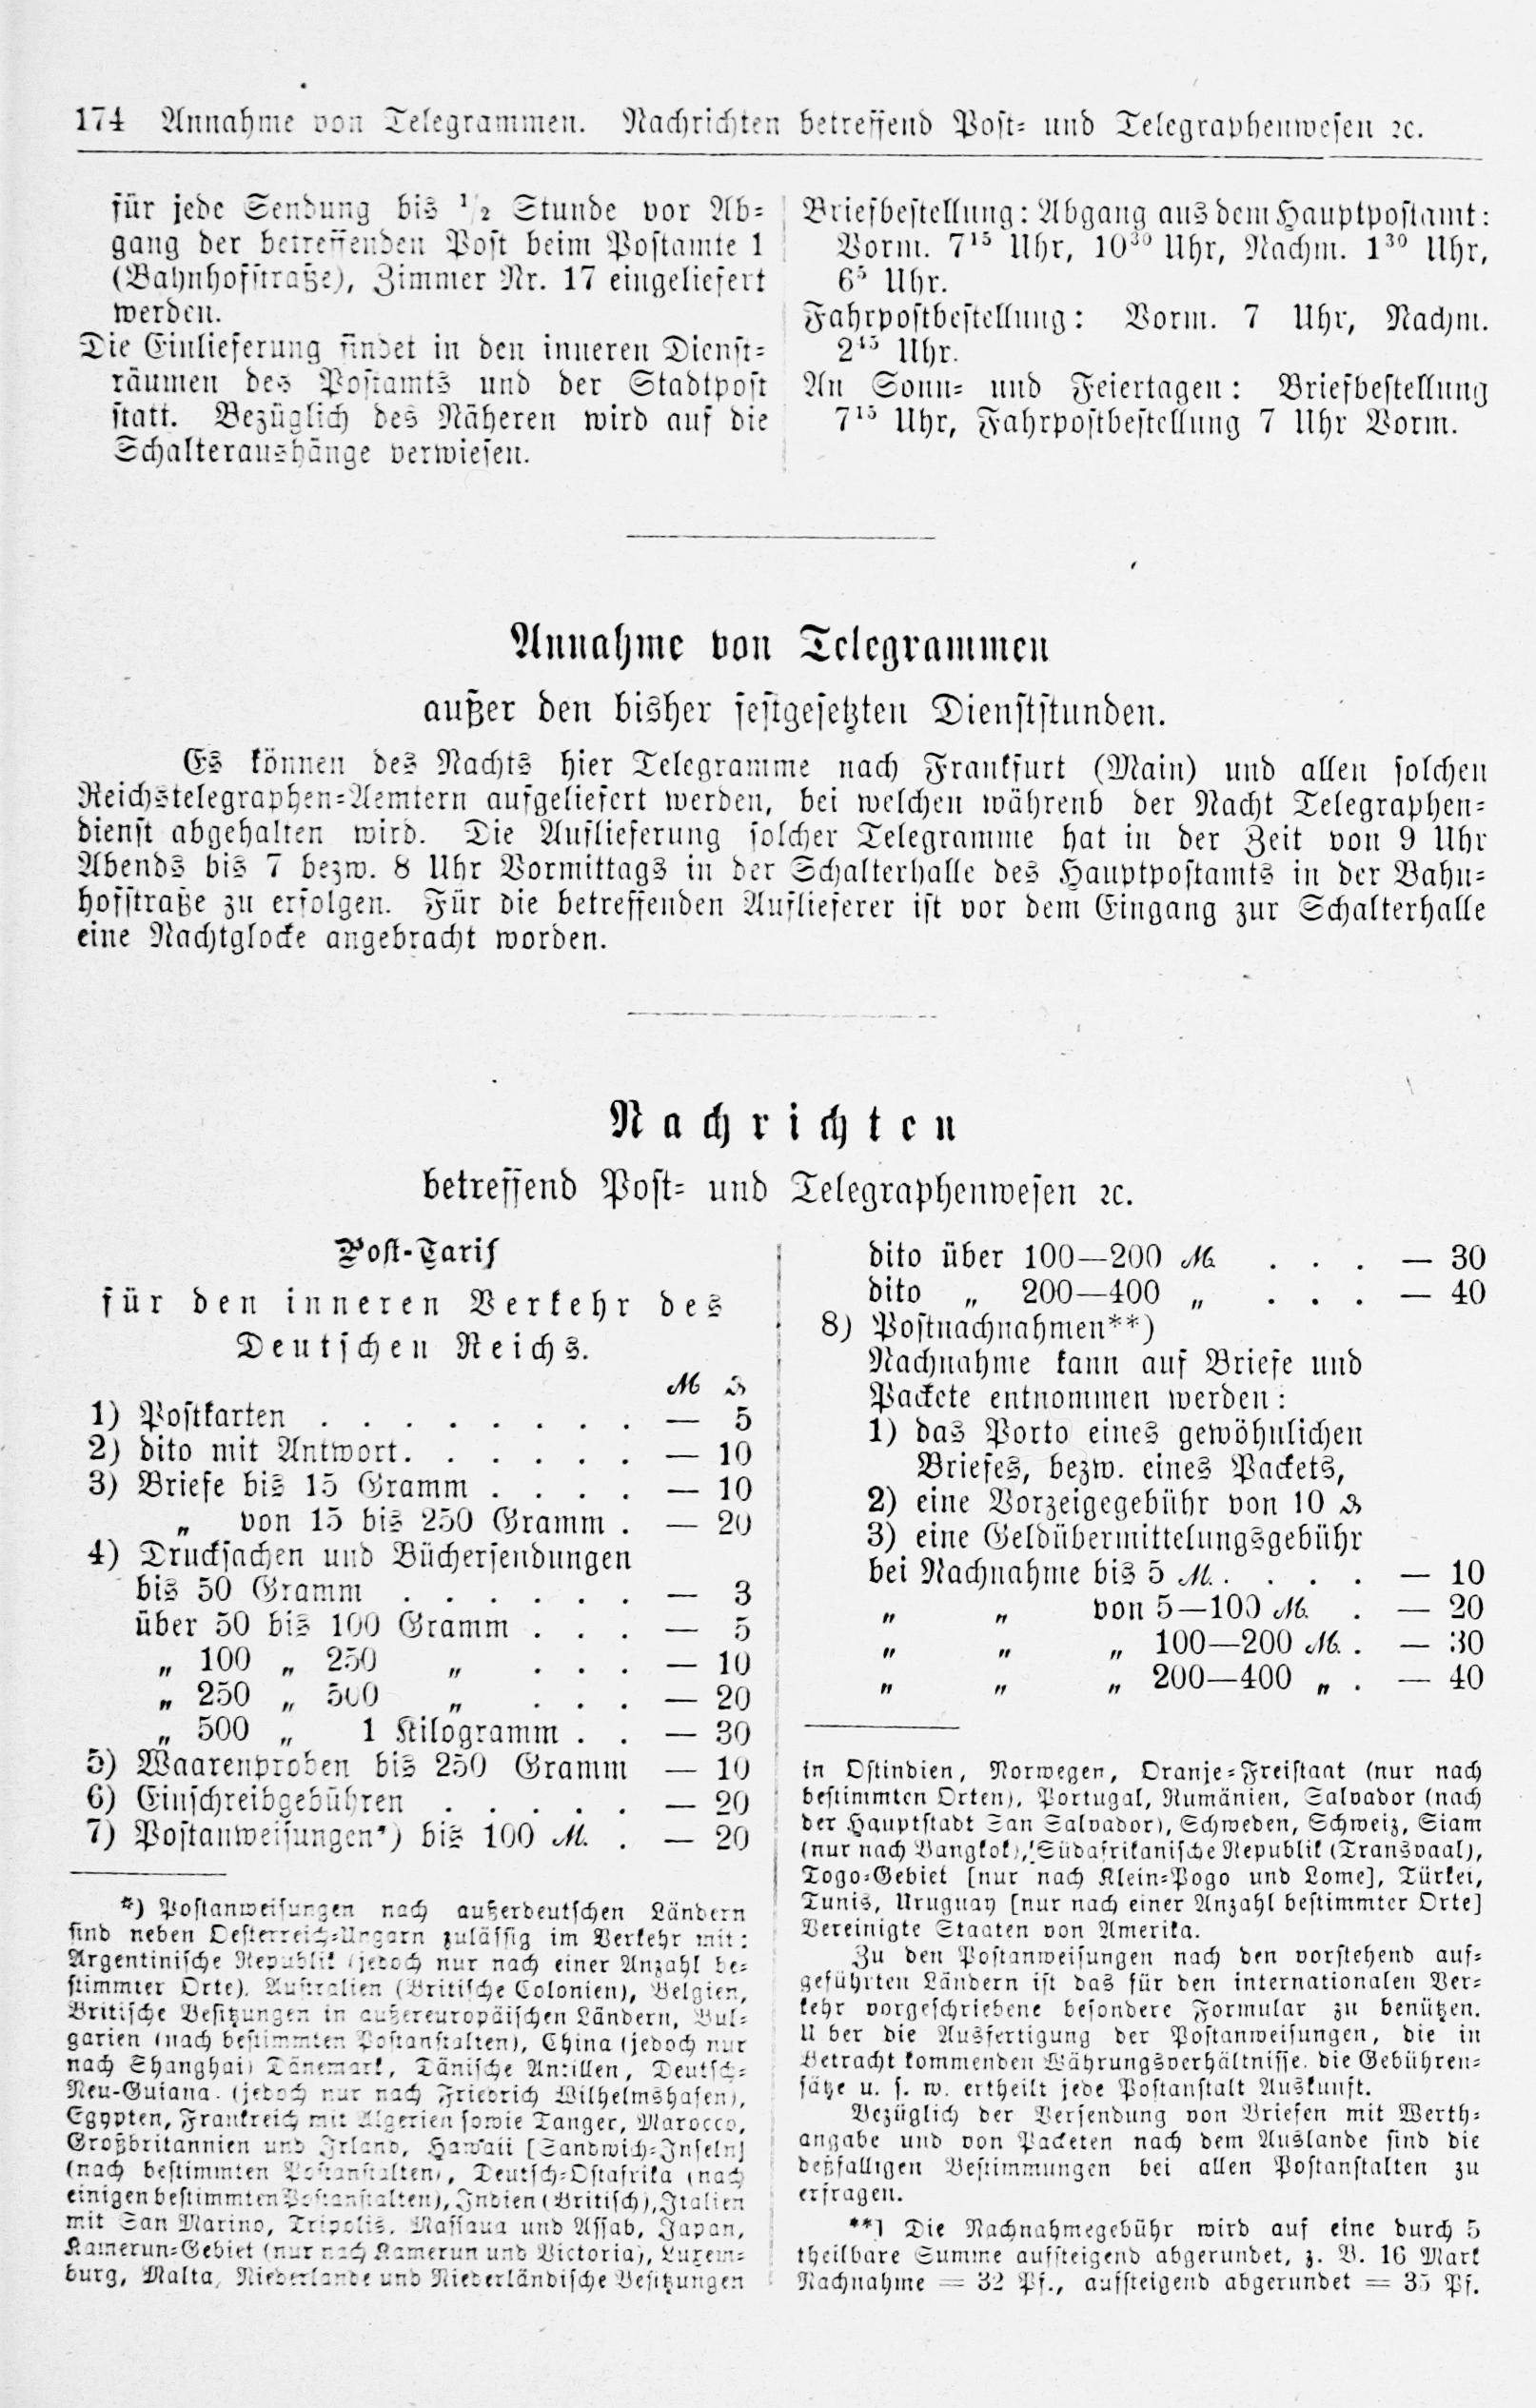 174 Annahme von Telegrammen. Nachrichten betreffend Post- und Telegraphenwesen ꝛc.
für jede Sendung bis ½ Stunde vor Ab-
gang der betreffenden Post beim Postamte 1
(Bahnhofstraße), Zimmer Nr. 17 eingeliefert
werden.
Die Einlieferung findet in den inneren Dienst-
räumen des Postamts und der Stadtpost
statt. Bezüglich des Näheren wird auf die
Schalteraushänge verwiesen.
Briefbestellung: Abgang aus dem Hauptpostamt:
Vorm. 7¹⁵ Uhr, 10³⁰ Uhr, Nachm. 1³⁰ Uhr,
6⁵ Uhr.
Fahrpostbestellung: Vorm. 7 Uhr, Nachm.
2⁴⁵ Uhr.
An Sonn- und Feiertagen: Briefbestellung
7¹⁵ Uhr, Fahrpostbestellung 7 Uhr Vorm.
Annahme von Telegrammen
außer den bisher festgesetzten Dienststunden.
Es können des Nachts hier Telegramme nach Frankfurt (Main) und allen solchen
Reichstelegraphen-Aemtern aufgeliefert werden, bei welchen währenb der Nacht Telegraphen-
dienst abgehalten wird. Die Auflieferung solcher Telegramme hat in der Zeit von 9 Uhr
Abends bis 7 bezw. 8 Uhr Vormittags in der Schalterhalle des Hauptpostamts in der Bahn-
hofstraße zu erfolgen. Für die betreffenden Auflieferer ist vor dem Eingang zur Schalterhalle
eine Nachtglocke angebracht worden.
Nachrichten
betreffend Post- und Telegraphenwesen ꝛc.
Post-Tarif
für den inneren Verkehr des
Deutschen Reichs.
ℳ ₰
1) Postkarten . . . . . . . . . — 5
2) dito mit Antwort. . . . . . . — 10
3) Briefe bis 15 Gramm . . . . — 10
„ von 15 bis 250 Gramm . — 20
4) Drucksachen und Büchersendungen
bis 50 Gramm . . . . . . . — 3
über 50 bis 100 Gramm . . . — 5
„ 100 „ 250 „ . . . — 10
„ 250 „ 500 „ . . . — 20
„ 500 „ 1 Kilogramm . . — 30
5) Waarenproben bis 250 Gramm — 10
6) Einschreibgebühren . . . . . — 20
7) Postanweisungen*) bis 100 ℳ. . — 20
*) Postanweisungen nach außerdeutschen Ländern
sind neben Oesterreich-Ungarn zulässig im Verkehr mit:
Argentinische Republik (jedoch nur nach einer Anzahl be-
stimmter Orte), Australien (Britische Colonien), Belgien,
Britische Besitzungen in außereuropäischen Ländern, Bul-
garien (nach bestimmten Postanstalten), China (jedoch nur
nach Shanghai) Dänemark, Dänische Antillen, Deutsch-
Neu-Guiana. (jedoch nur nach Friedrich Wilhelmshafen),
Egypten, Frankreich mit Algerien sowie Tanger, Marocco,
Großbritannien und Irland, Hawaii [Sandwich-Inseln]
(nach bestimmten Postanstalten), Deutsch-Ostafrika (nach
einigen bestimmten Postanstalten), Indien (Britisch), Italien
mit San Marino, Tripolis, Massaua und Assab, Japan,
Kamerun-Gebiet (nur nach Kamerun und Victoria), Luxem-
burg, Malta, Niederlande und Niederländische Besitzungen
dito über 100—200 ℳ . . . — 30
dito „ 200—400 „ . . . — 40
8) Postnachnahmen**)
Nachnahme kann auf Briefe und
Packete entnommen werden:
1) das Porto eines gewöhnlichen
Briefes, bezw. eines Packets,
2) eine Vorzeigegebühr von 10 ₰
3) eine Geldübermittelungsgebühr
bei Nachnahme bis 5 ℳ. . . . . — 10
„ „ von 5—100 ℳ. . — 20
„ „ „ 100—200 ℳ. . — 30
„ „ „ 200—400 „ . — 40
in Ostindien, Norwegen, Oranje-Freistaat (nur nach
bestimmten Orten), Portugal, Rumänien, Salvador (nach
der Hauptstadt San Salvador), Schweden, Schweiz, Siam
(nur nach Bangkok), Südafrikanische Republik (Transvaal),
Togo-Gebiet [nur nach Klein-Pogo und Lome], Türkei,
Tunis, Uruguay [nur nach einer Anzahl bestimmter Orte]
Vereinigte Staaten von Amerika.
Zu den Postanweisungen nach den vorstehend auf-
geführten Ländern ist das für den internationalen Ver-
kehr vorgeschriebene besondere Formular zu benützen.
U ber die Ausfertigung der Postanweisungen, die in
Betracht kommenden Währungsverhältnisse. die Gebühren-
sätze u. s. w. ertheilt jede Postanstalt Auskunft.
Bezüglich der Versendung von Briefen mit Werth-
angabe und von Packeten nach dem Auslande sind die
deßfalligen Bestimmungen bei allen Postanstalten zu
erfragen.
**) Die Nachnahmegebühr wird auf eine durch 5
theilbare Summe aufsteigend abgerundet, z. B. 16 Mark
Nachnahme = 32 Pf., aufsteigend abgerundet = 35 Pf.